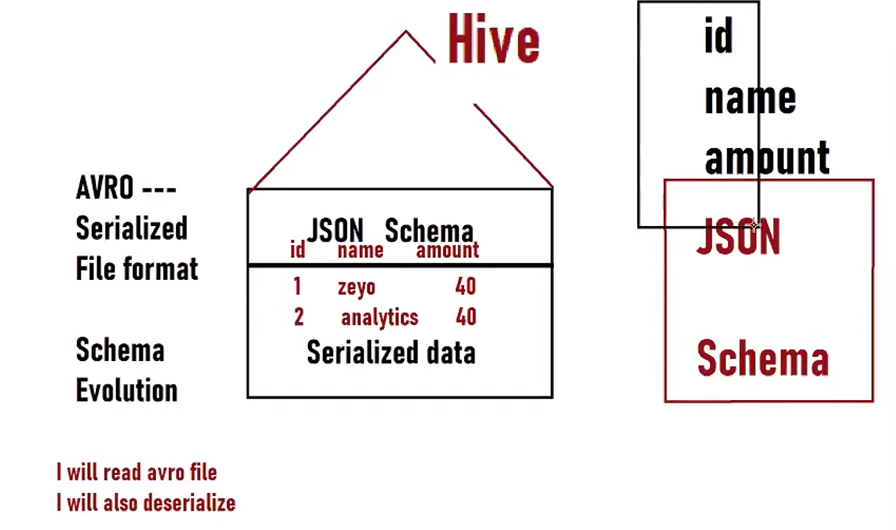 Hive
AVRO ---
Serialized
File format
Schema
Evolution
JSON Schema
id name amount
1 zeyo 40
2 analytics 40
Serialized data
id
name
amount
JSON
Schema
I will read avro file
I will also deserialize